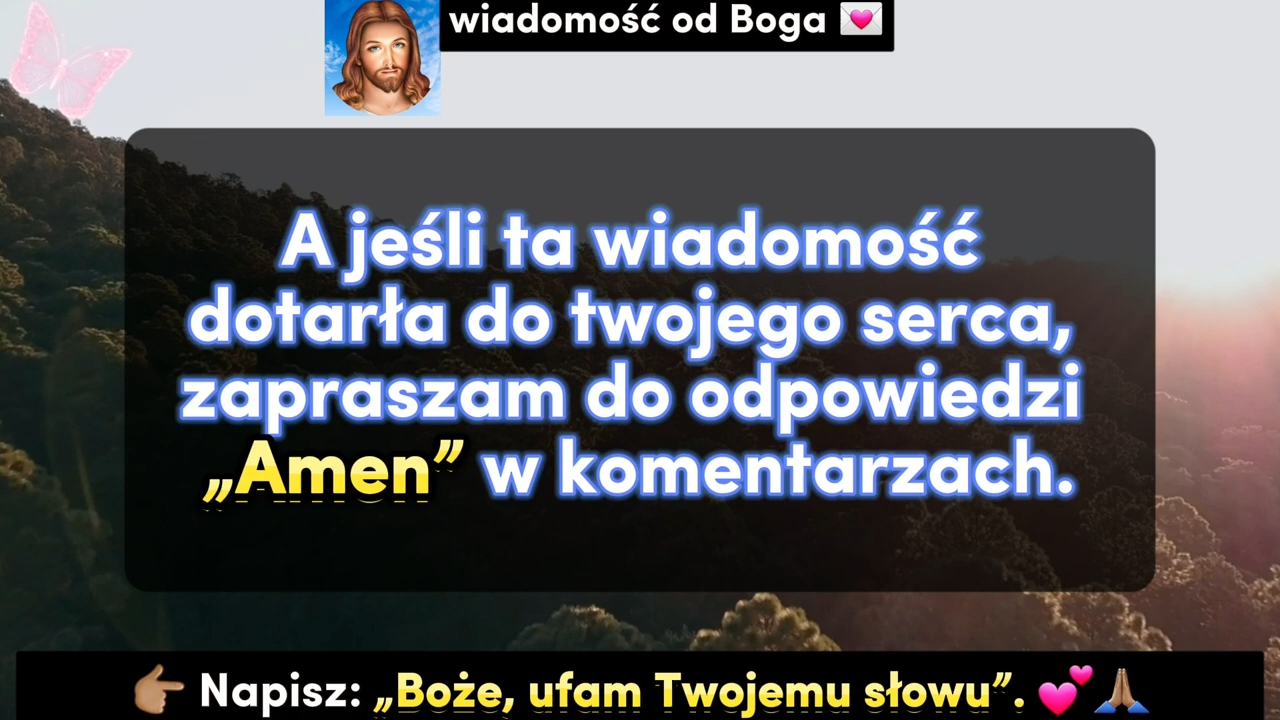 wiadomość od Boga 💌
A jeśli ta wiadomość
dotarła do twojego serca,
zapraszam do odpowiedzi
„Amen” w komentarzach.
👉🏽 Napisz: „Boże, ufam Twojemu słowu”. 💕🙏🏽